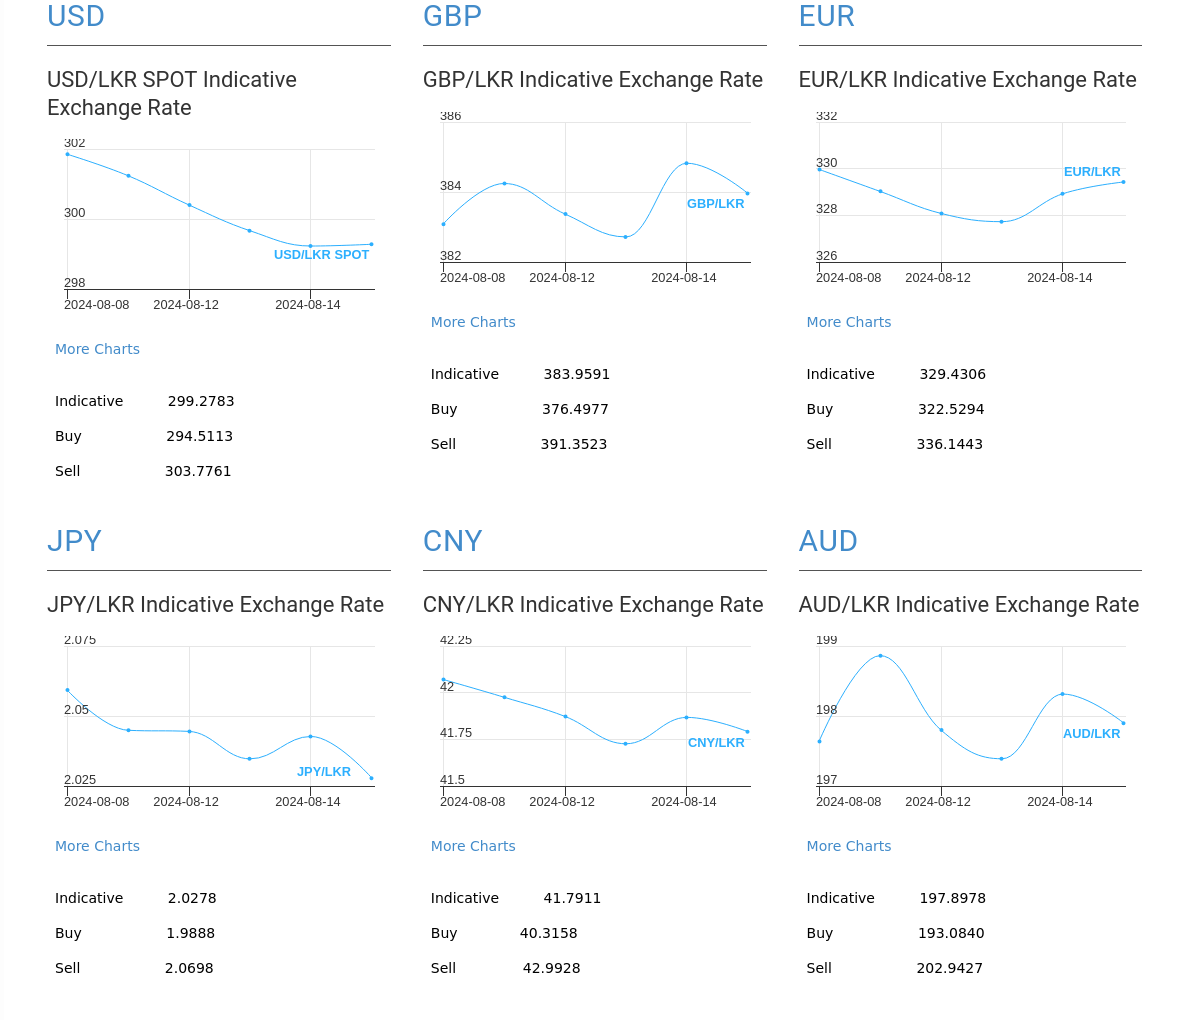 USD
USD/LKR SPOT Indicative
Exchange Rate
302
300
298
USD/LKR SPOT
2024-08-08
2024-08-12
2024-08-14
More Charts
Indicative 299.2783
Buy 294.5113
Sell 303.7761
GBP
GBP/LKR Indicative Exchange Rate
386
384
382
GBP/LKR
2024-08-08
2024-08-12
2024-08-14
More Charts
Indicative 383.9591
Buy 376.4977
Sell 391.3523
EUR
EUR/LKR Indicative Exchange Rate
332
330
328
326
EUR/LKR
2024-08-08
2024-08-12
2024-08-14
More Charts
Indicative 329.4306
Buy 322.5294
Sell 336.1443
JPY
JPY/LKR Indicative Exchange Rate
2.075
2.05
2.025
JPY/LKR
2024-08-08
2024-08-12
2024-08-14
More Charts
Indicative 2.0278
Buy 1.9888
Sell 2.0698
CNY
CNY/LKR Indicative Exchange Rate
42.25
42
41.75
41.5
CNY/LKR
2024-08-08
2024-08-12
2024-08-14
More Charts
Indicative 41.7911
Buy 40.3158
Sell 42.9928
AUD
AUD/LKR Indicative Exchange Rate
199
198
197
AUD/LKR
2024-08-08
2024-08-12
2024-08-14
More Charts
Indicative 197.8978
Buy 193.0840
Sell 202.9427